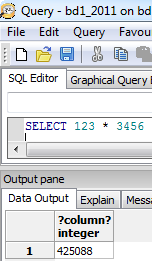 Query - bd1_2011 on bd
File Edit Query Favou
SQL Editor Graphical Query
SELECT 123 * 3456
Output pane
Data Output Explain Messa
?column?
integer
1 425088